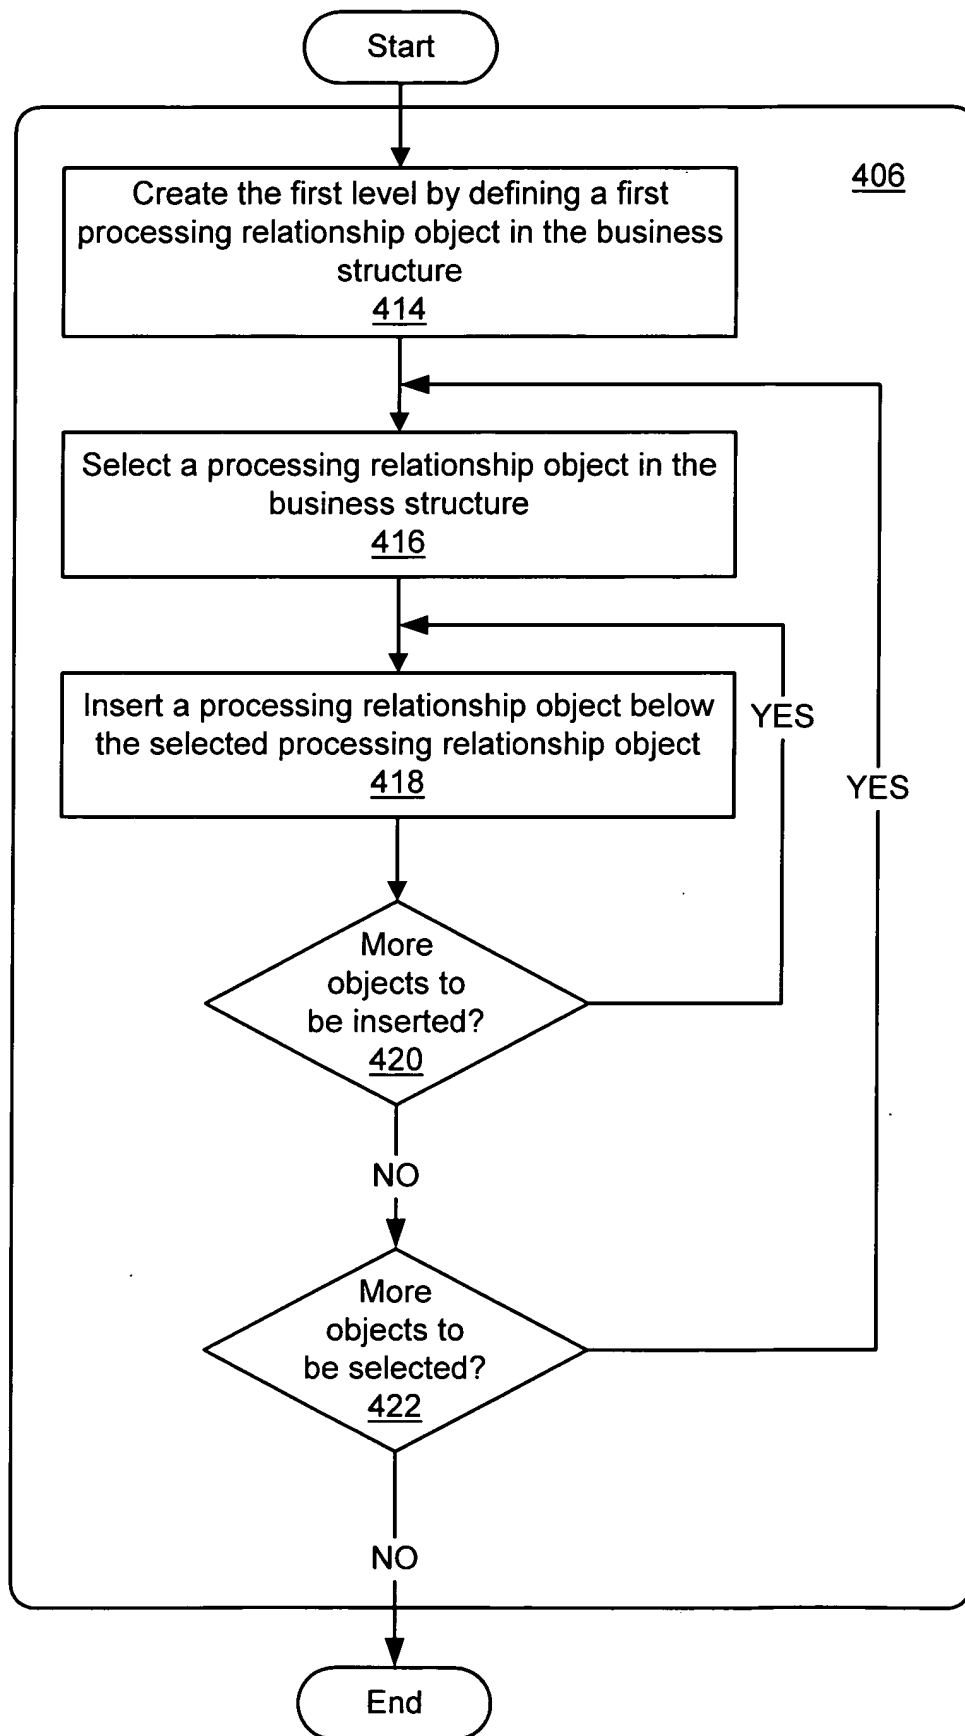 Start
406
Create the first level by defining a first
processing relationship object in the business
structure
414
Select a processing relationship object in the
business structure
416
Insert a processing relationship object below
the selected processing relationship object
418
YES
YES
More
objects to
be inserted?
420
NO
More
objects to
be selected?
422
NO
End